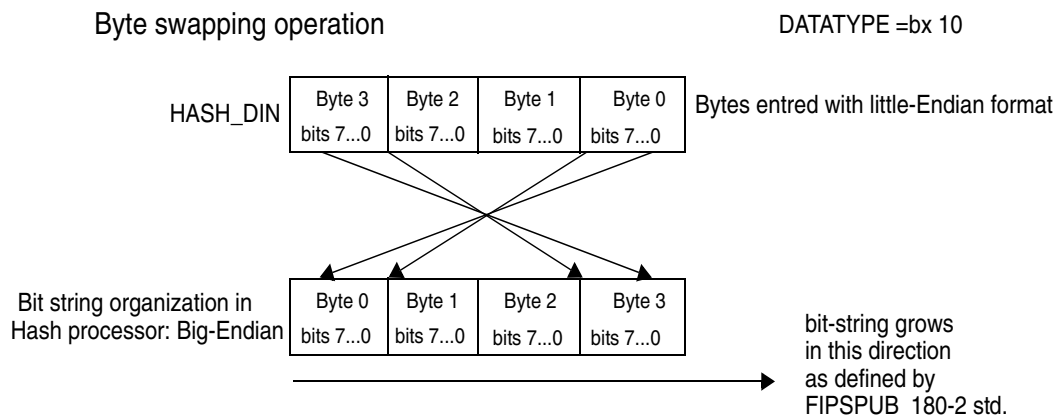 Byte swapping operation
DATATYPE =bx 10
HASH_DIN
Byte 3 Byte 2 Byte 1 Byte 0
bits 7...0 bits 7...0 bits 7...0 bits 7...0
Bytes entred with little-Endian format
Bit string organization in
Hash processor: Big-Endian
Byte 0 Byte 1 Byte 2 Byte 3
bits 7...0 bits 7...0 bits 7...0 bits 7...0
bit-string grows
in this direction
as defined by
FIPSPUB 180-2 std.